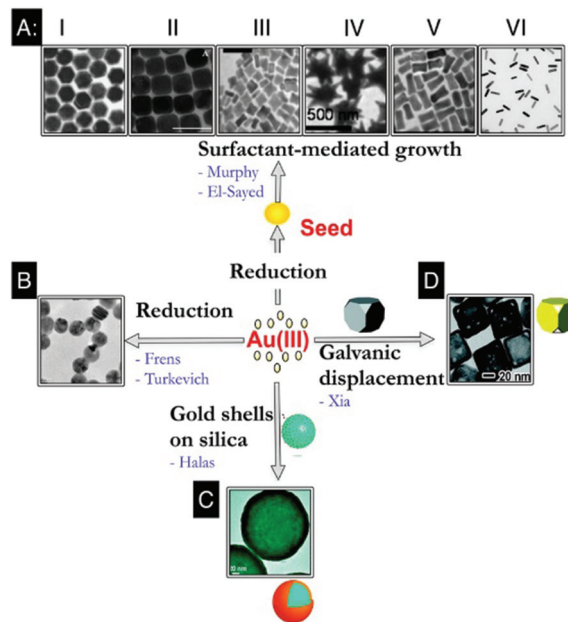 A: I II III IV V VI
A
500 nm
Surfactant-mediated growth
- Murphy
- El-Sayed
Seed
Reduction
B
D
Reduction
Au(III)
- Frens
- Turkevich
Galvanic
displacement
- Xia
20 nm
Gold shells
on silica
- Halas
C